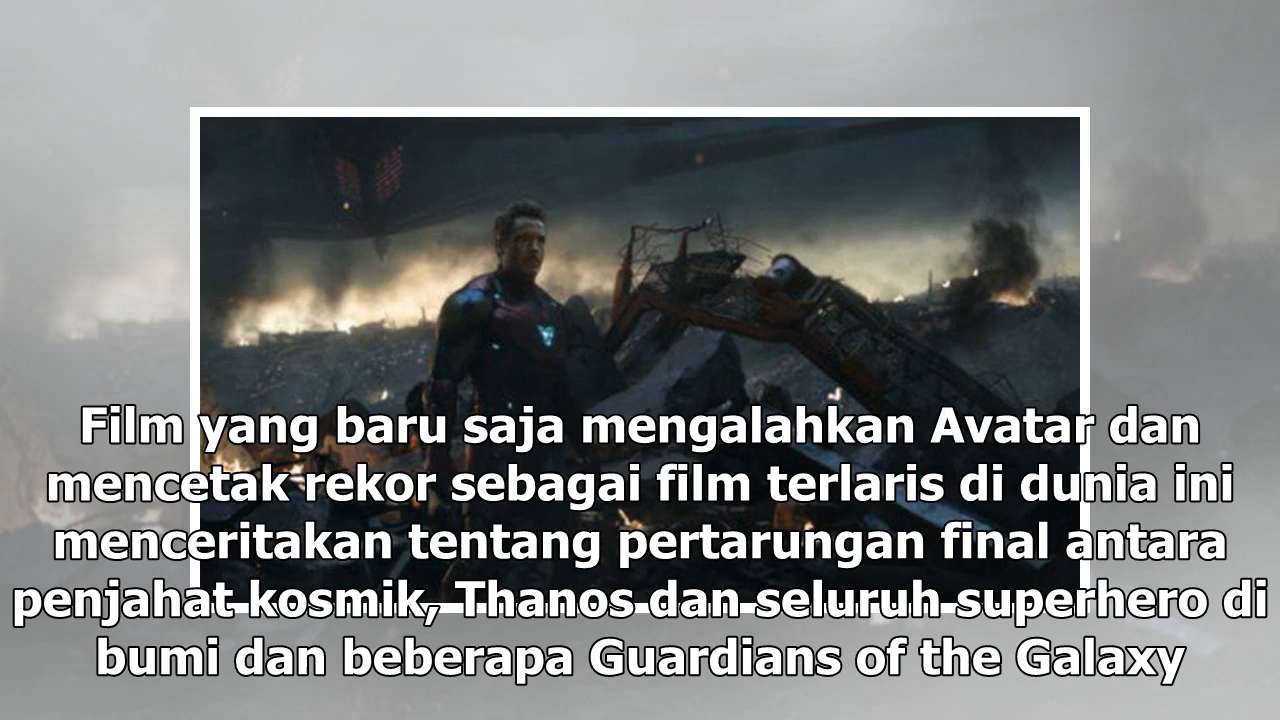 Film yang baru saja mengalahkan Avatar dan
mencetak rekor sebagai film terlaris di dunia ini
menceritakan tentang pertarungan final antara
penjahat kosmik, Thanos dan seluruh superhero di
bumi dan beberapa Guardians of the Galaxy